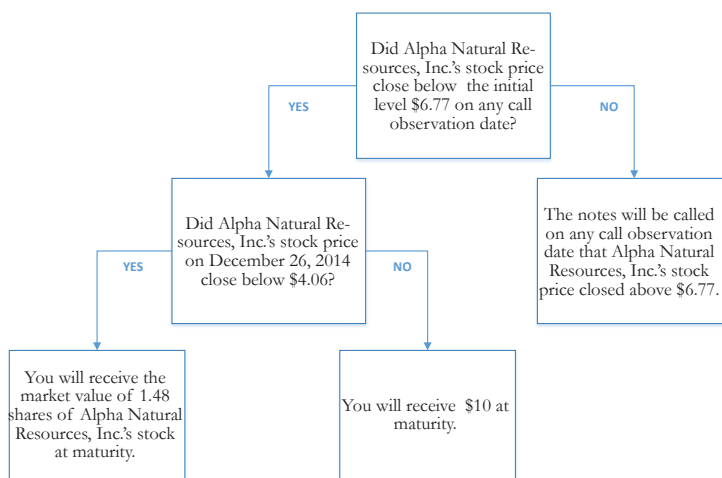 Did Alpha Natural Re-
sources, Inc.'s stock price
close below the initial
level $6.77 on any call
observation date?
YES
NO
Did Alpha Natural Re-
sources, Inc.'s stock price
on December 26, 2014
close below $4.06?
The notes will be called
on any call observation
date that Alpha Natural
Resources, Inc.'s stock
price closed above $6.77.
YES
NO
You will receive the
market value of 1.48
shares of Alpha Natural
Resources, Inc.'s stock
at maturity.
You will receive $10 at
maturity.